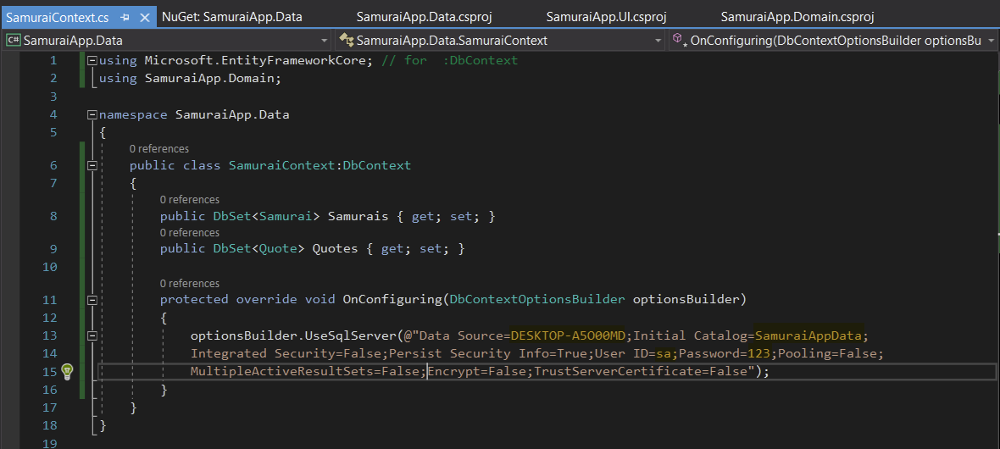 SamuraiContext.cs NuGet: SamuraiApp.Data SamuraiApp.Data.csproj SamuraiApp.UI.csproj SamuraiApp.Domain.csproj
C# SamuraiApp.Data SamuraiApp.Data.SamuraiContext OnConfiguring(DbContextOptionsBuilder optionsBu
1 using Microsoft.EntityFrameworkCore; // for :DbContext
2 using SamuraiApp.Domain;
3
4 namespace SamuraiApp.Data
5 {
0 references
6 public class SamuraiContext:DbContext
7 {
0 references
8 public DbSet<Samurai> Samurais { get; set; }
0 references
9 public DbSet<Quote> Quotes { get; set; }
10
0 references
11 protected override void OnConfiguring(DbContextOptionsBuilder optionsBuilder)
12 {
13 optionsBuilder.UseSqlServer(@"Data Source=DESKTOP-A5O00MD;Initial Catalog=SamuraiAppData;
14 Integrated Security=False;Persist Security Info=True;User ID=sa;Password=123;Pooling=False;
15 MultipleActiveResultSets=False;Encrypt=False;TrustServerCertificate=False");
16 }
17 }
18 }
19